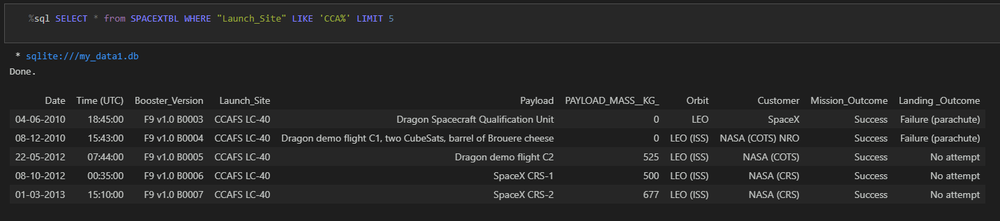 %sql SELECT * from SPACEXTBL WHERE "Launch_Site" LIKE 'CCA%' LIMIT 5
* sqlite:///my_data1.db
Done.
Date Time (UTC) Booster_Version Launch_Site Payload PAYLOAD_MASS__KG_ Orbit Customer Mission_Outcome Landing _Outcome
04-06-2010 18:45:00 F9 v1.0 B0003 CCAFS LC-40 Dragon Spacecraft Qualification Unit 0 LEO SpaceX Success Failure (parachute)
08-12-2010 15:43:00 F9 v1.0 B0004 CCAFS LC-40 Dragon demo flight C1, two CubeSats, barrel of Brouere cheese 0 LEO (ISS) NASA (COTS) NRO Success Failure (parachute)
22-05-2012 07:44:00 F9 v1.0 B0005 CCAFS LC-40 Dragon demo flight C2 525 LEO (ISS) NASA (COTS) Success No attempt
08-10-2012 00:35:00 F9 v1.0 B0006 CCAFS LC-40 SpaceX CRS-1 500 LEO (ISS) NASA (CRS) Success No attempt
01-03-2013 15:10:00 F9 v1.0 B0007 CCAFS LC-40 SpaceX CRS-2 677 LEO (ISS) NASA (CRS) Success No attempt